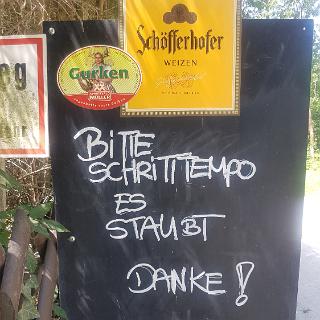 Schöfferhofer
WEIZEN
Gurken
BITTE
SCHRITTTEMPO
ES
STAUBT
DANKE!